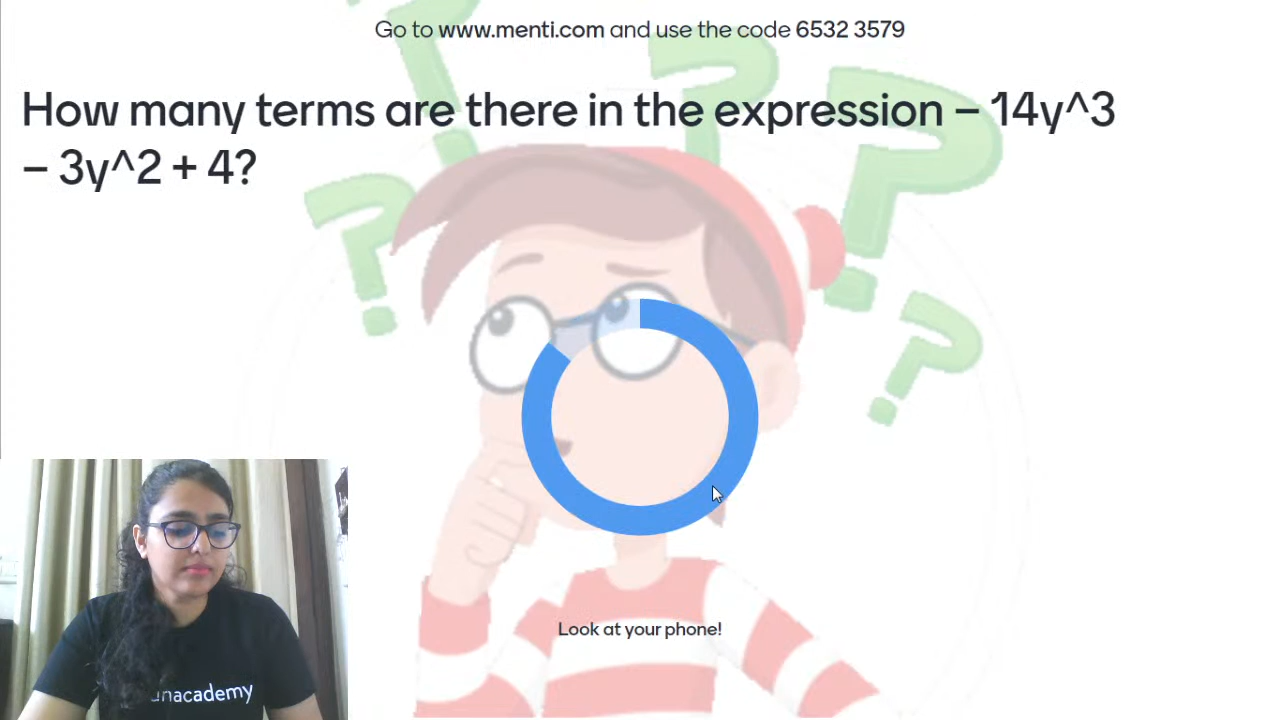 Go to www.menti.com and use the code 6532 3579
How many terms are there in the expression – 14y^3
– 3y^2 + 4?
Look at your phone!
unacademy